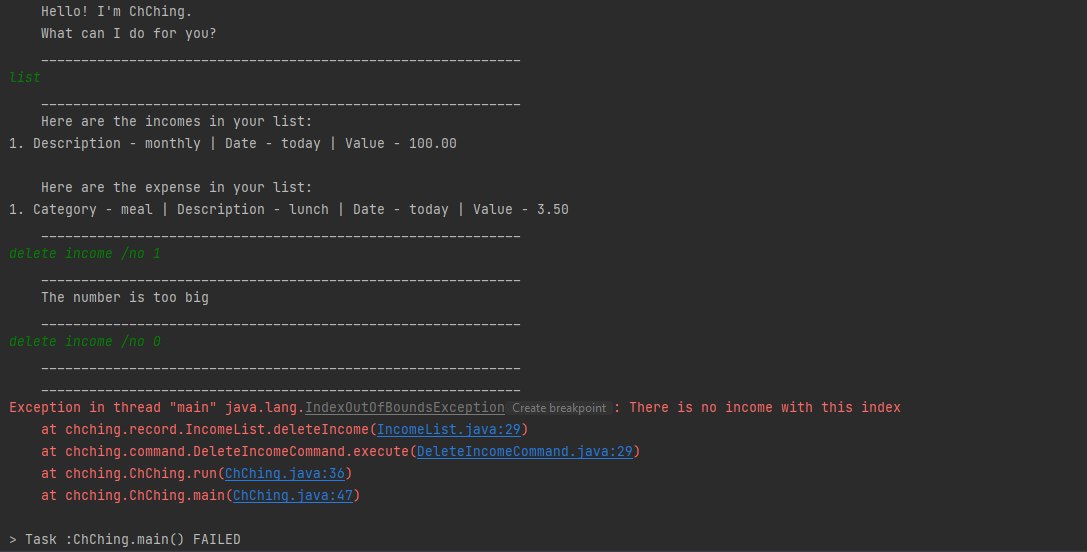 Hello! I'm ChChing.
What can I do for you?
____________________________________________________________
list
____________________________________________________________
Here are the incomes in your list:
1. Description - monthly | Date - today | Value - 100.00
Here are the expense in your list:
1. Category - meal | Description - lunch | Date - today | Value - 3.50
____________________________________________________________
delete income /no 1
____________________________________________________________
The number is too big
____________________________________________________________
delete income /no 0
____________________________________________________________
____________________________________________________________
Exception in thread "main" java.lang.IndexOutOfBoundsException Create breakpoint : There is no income with this index
at chching.record.IncomeList.deleteIncome(IncomeList.java:29)
at chching.command.DeleteIncomeCommand.execute(DeleteIncomeCommand.java:29)
at chching.ChChing.run(ChChing.java:36)
at chching.ChChing.main(ChChing.java:47)
> Task :ChChing.main() FAILED